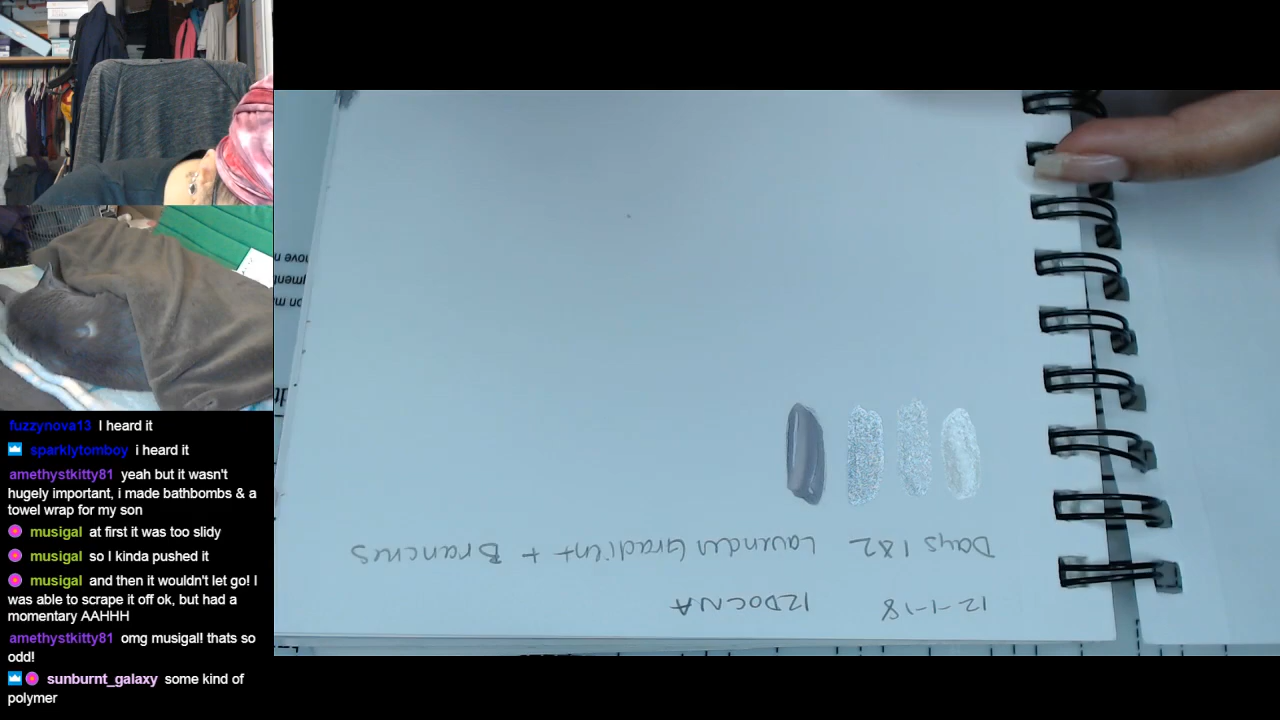 fuzzynova13 I heard it
sparklytomboy i heard it
amethystkitty81 yeah but it wasn't
hugely important, i made bathbombs & a
towel wrap for my son
musigal at first it was too slidy
musigal so I kinda pushed it
musigal and then it wouldn't let go! I
was able to scrape it off ok, but had a
momentary AAHHH
amethystkitty81 omg musigal! thats so
odd!
sunburnt_galaxy some kind of
polymer
12-1-18 12DOCNA
Days 1&2 Lavender Gradient + Branches